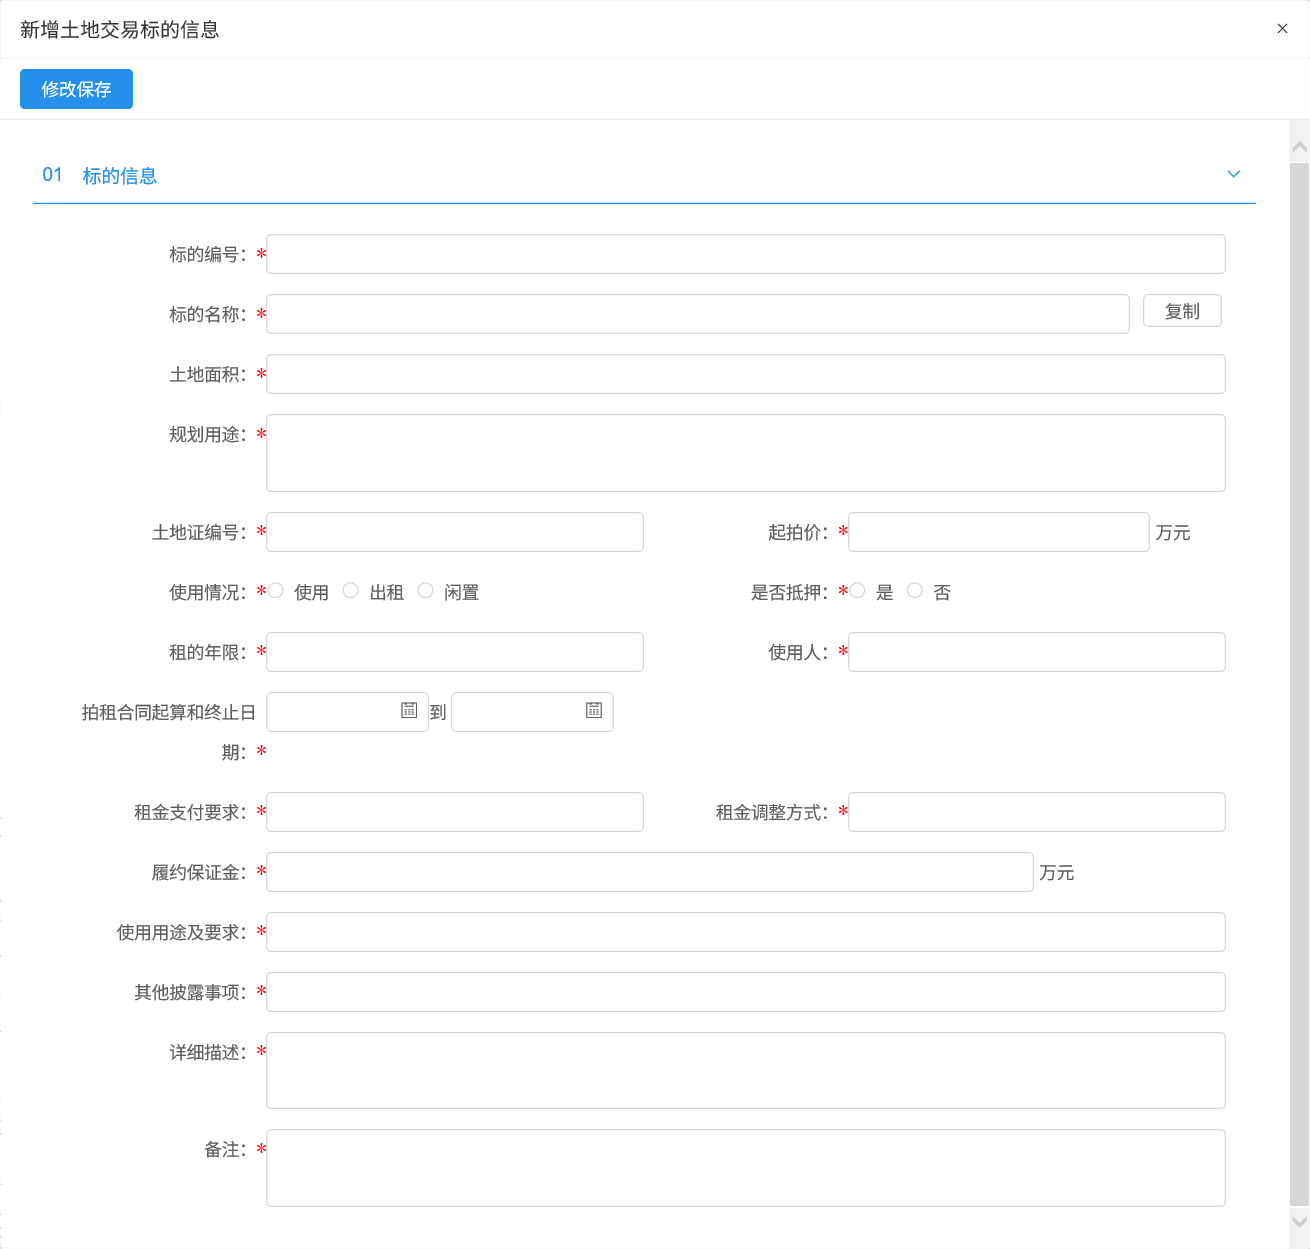 新增土地交易标的信息
修改保存
01 标的信息
标的编号：*
标的名称：* 复制
土地面积：*
规划用途：*
土地证编号：* 起拍价：* 万元
使用情况：* 使用 出租 闲置 是否抵押：* 是 否
租的年限：* 使用人：*
拍租合同起算和终止日 到
期：*
租金支付要求：* 租金调整方式：*
履约保证金：* 万元
使用用途及要求：*
其他披露事项：*
详细描述：*
备注：*